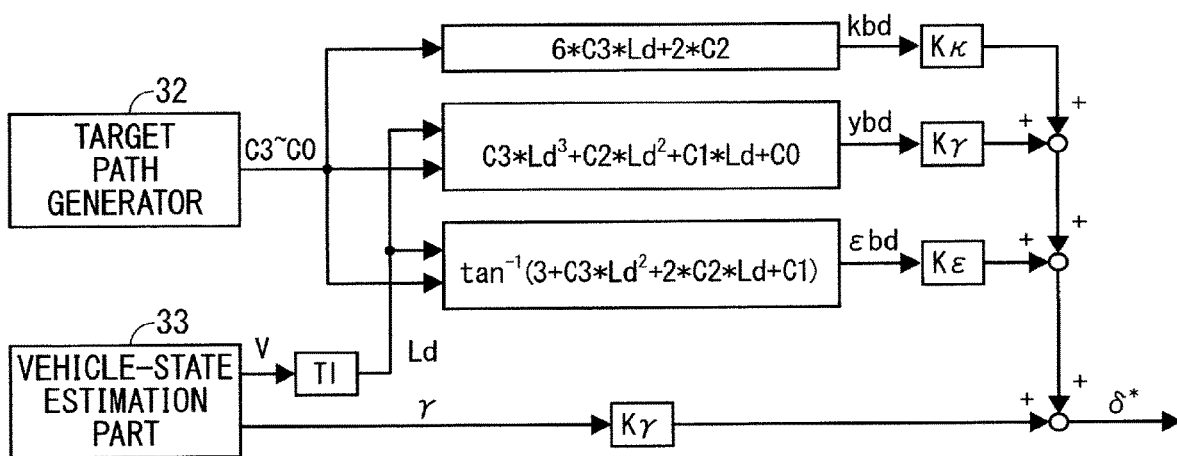 32
TARGET
PATH
GENERATOR
C3~C0
6*C3*Ld+2*C2
kbd
Kκ
+
C3*Ld³+C2*Ld²+C1*Ld+C0
ybd
Kγ
+
tan⁻¹(3+C3*Ld²+2*C2*Ld+C1)
εbd
Kε
+
+
33
VEHICLE-STATE
ESTIMATION
PART
V
TI
Ld
γ
Kγ
+
+
δ*